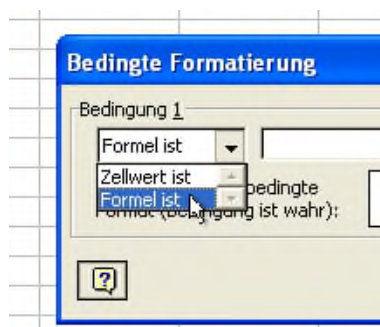 Bedingte Formatierung
Bedingung 1
Formel ist
Zellwert ist
Formel ist
bedingte
Format (Bedingung ist wahr):